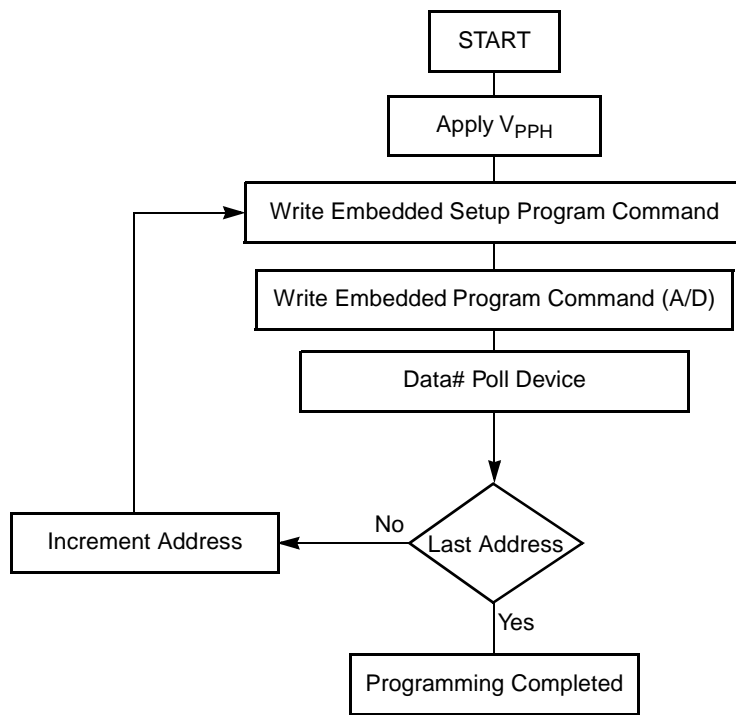 START
Apply VPPH
Write Embedded Setup Program Command
Write Embedded Program Command (A/D)
Data# Poll Device
No
Increment Address
Last Address
Yes
Programming Completed